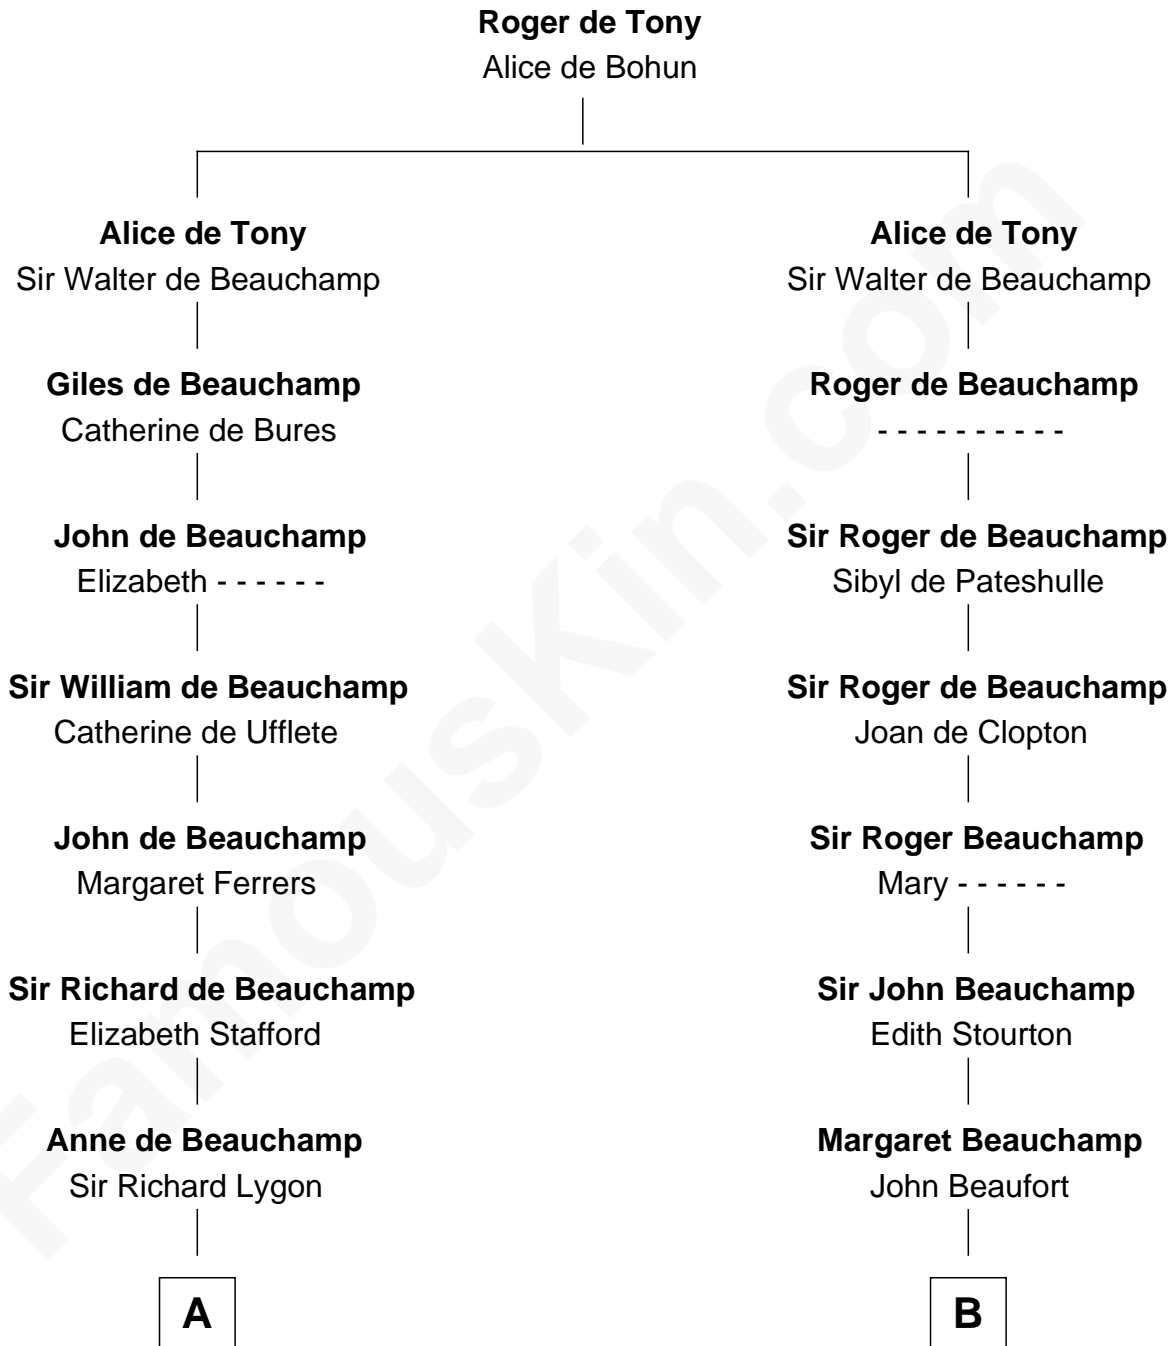 Roger de Tony
Alice de Bohun
Alice de Tony
Sir Walter de Beauchamp
Alice de Tony
Sir Walter de Beauchamp
Giles de Beauchamp
Catherine de Bures
Roger de Beauchamp
- - - - - - - - - -
John de Beauchamp
Elizabeth - - - - - -
Sir Roger de Beauchamp
Sibyl de Pateshulle
Sir William de Beauchamp
Catherine de Ufflete
Sir Roger de Beauchamp
Joan de Clopton
John de Beauchamp
Margaret Ferrers
Sir Roger Beauchamp
Mary - - - - - -
Sir Richard de Beauchamp
Elizabeth Stafford
Sir John Beauchamp
Edith Stourton
Anne de Beauchamp
Sir Richard Lygon
Margaret Beauchamp
John Beaufort
A
B
FamousKin.com